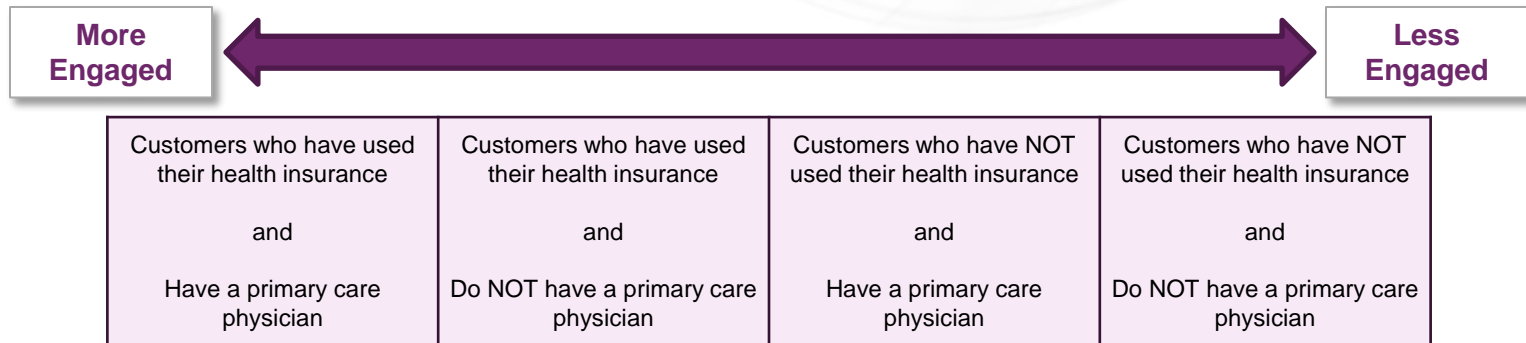 More
Engaged
Less
Engaged
Customers who have used
their health insurance
and
Have a primary care
physician
Customers who have used
their health insurance
and
Do NOT have a primary care
physician
Customers who have NOT
used their health insurance
and
Have a primary care
physician
Customers who have NOT
used their health insurance
and
Do NOT have a primary care
physician